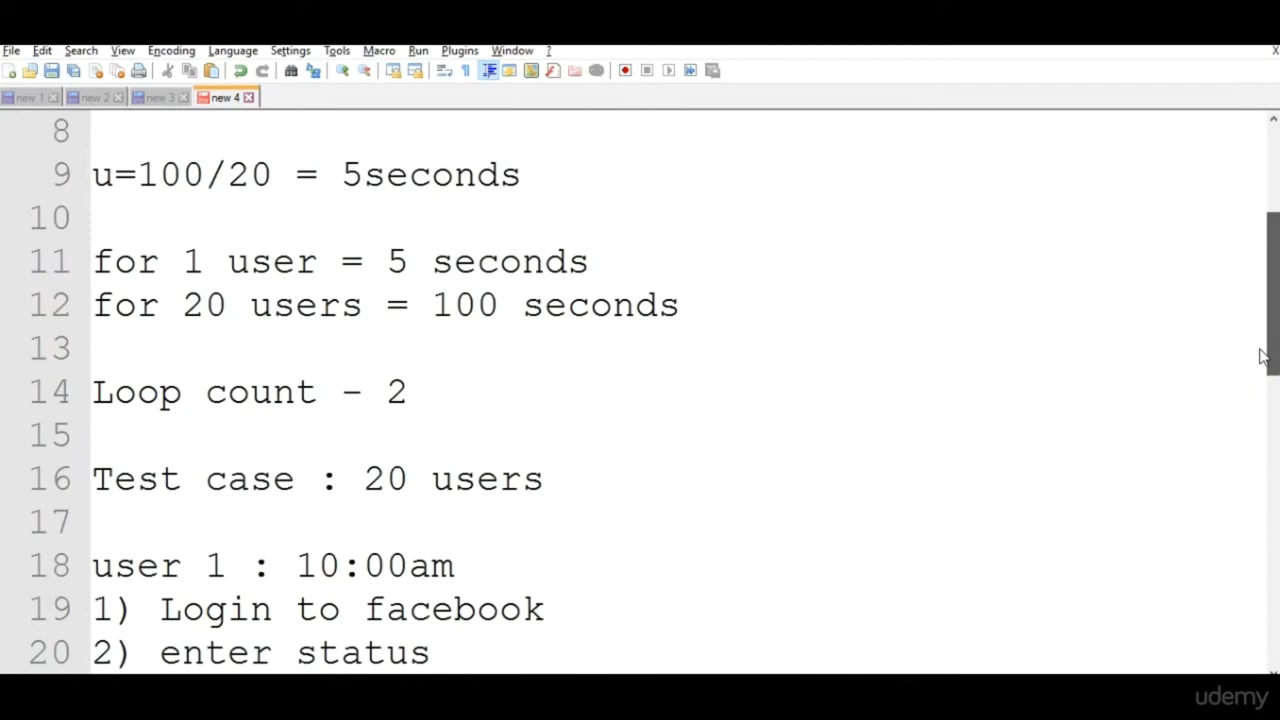 File Edit Search View Encoding Language Settings Tools Macro Run Plugins Window ? X
new 1 new 2 new 3 new 4
8
9 u=100/20 = 5seconds
10
11 for 1 user = 5 seconds
12 for 20 users = 100 seconds
13
14 Loop count - 2
15
16 Test case : 20 users
17
18 user 1 : 10:00am
19 1) Login to facebook
20 2) enter status
udemy